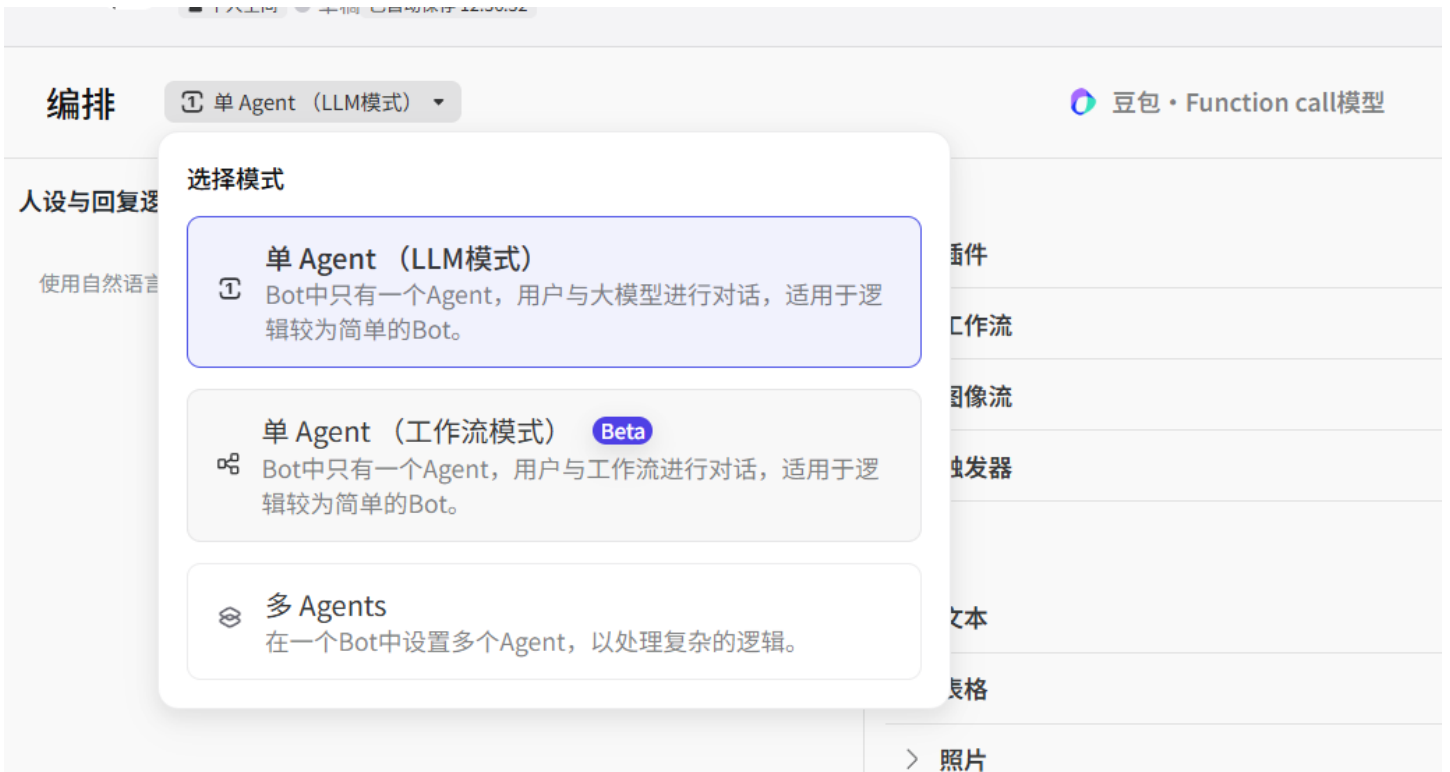 编排
单 Agent （LLM模式）
豆包・Function call模型
选择模式
人设与回复逻
使用自然语言
单 Agent （LLM模式）
Bot中只有一个Agent，用户与大模型进行对话，适用于逻
辑较为简单的Bot。
单 Agent （工作流模式） Beta
Bot中只有一个Agent，用户与工作流进行对话，适用于逻
辑较为简单的Bot。
多 Agents
在一个Bot中设置多个Agent，以处理复杂的逻辑。
插件
工作流
图像流
触发器
文本
表格
照片